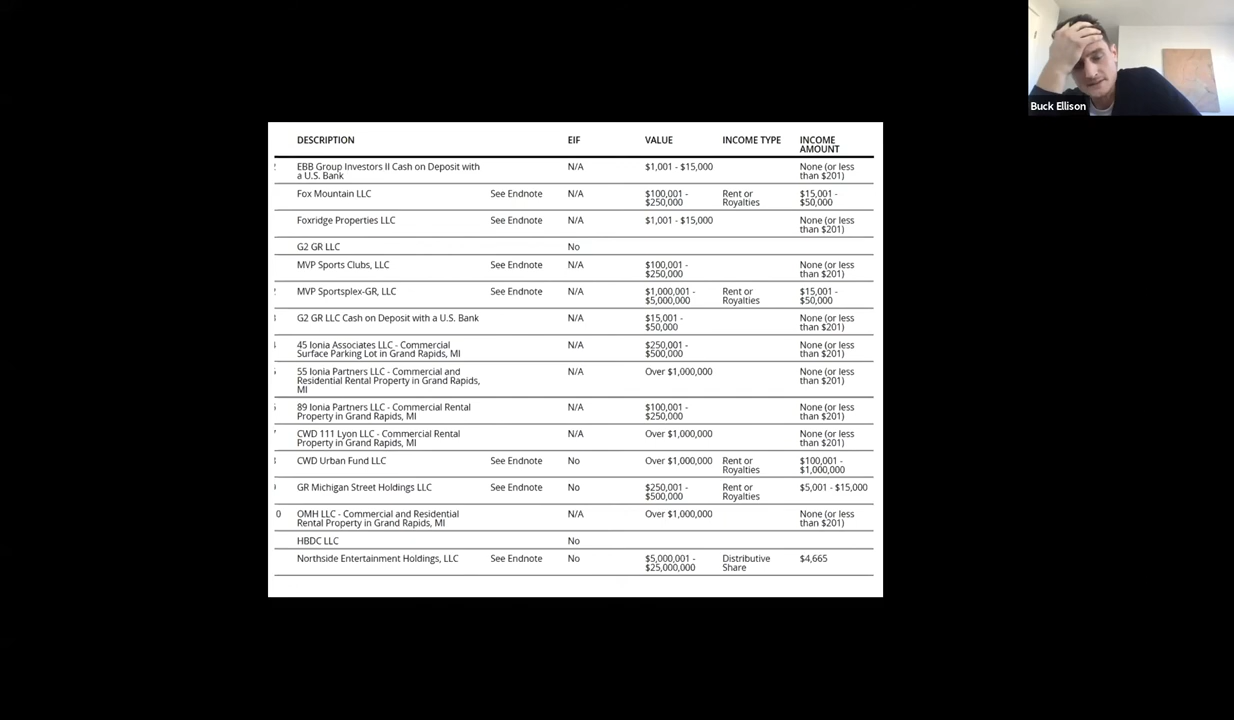 Buck Ellison
DESCRIPTION EIF VALUE INCOME TYPE INCOME
AMOUNT
EBB Group Investors II Cash on Deposit with N/A $1,001 - $15,000 None (or less
a U.S. Bank than $201)
Fox Mountain LLC See Endnote N/A $100,001 - Rent or $15,001 -
$250,000 Royalties $50,000
Foxridge Properties LLC See Endnote N/A $1,001 - $15,000 None (or less
than $201)
G2 GR LLC No
MVP Sports Clubs, LLC See Endnote N/A $100,001 - None (or less
$250,000 than $201)
MVP Sportsplex-GR, LLC See Endnote N/A $1,000,001 - Rent or $15,001 -
$5,000,000 Royalties $50,000
G2 GR LLC Cash on Deposit with a U.S. Bank N/A $15,001 - None (or less
$50,000 than $201)
45 Ionia Associates LLC - Commercial N/A $250,001 - None (or less
Surface Parking Lot in Grand Rapids, MI $500,000 than $201)
55 Ionia Partners LLC - Commercial and N/A Over $1,000,000 None (or less
Residential Rental Property in Grand Rapids, than $201)
MI
89 Ionia Partners LLC - Commercial Rental N/A $100,001 - None (or less
Property in Grand Rapids, MI $250,000 than $201)
CWD 111 Lyon LLC - Commercial Rental N/A Over $1,000,000 None (or less
Property in Grand Rapids, MI than $201)
CWD Urban Fund LLC See Endnote No Over $1,000,000 Rent or $100,001 -
Royalties $1,000,000
GR Michigan Street Holdings LLC See Endnote No $250,001 - Rent or $5,001 - $15,000
$500,000 Royalties
0 OMH LLC - Commercial and Residential N/A Over $1,000,000 None (or less
Rental Property in Grand Rapids, MI than $201)
HBDC LLC No
Northside Entertainment Holdings, LLC See Endnote No $5,000,001 - Distributive $4,665
$25,000,000 Share